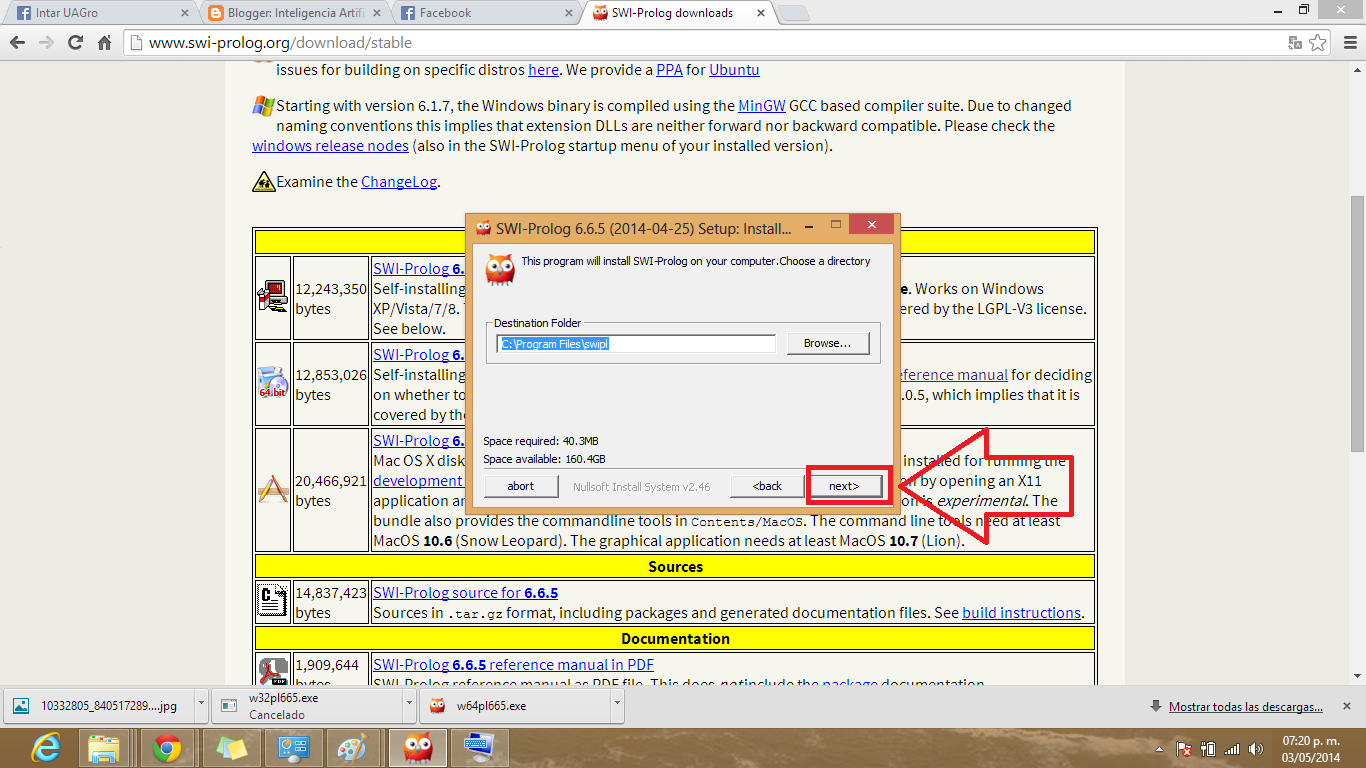 Intar UAGro
Blogger: Inteligencia Artifi
Facebook
SWI-Prolog downloads
www.swi-prolog.org/download/stable
issues for building on specific distros here. We provide a PPA for Ubuntu
Starting with version 6.1.7, the Windows binary is compiled using the MinGW GCC based compiler suite. Due to changed
naming conventions this implies that extension DLLs are neither forward nor backward compatible. Please check the
windows release nodes (also in the SWI-Prolog startup menu of your installed version).
Examine the ChangeLog.
SWI-Prolog 6.6.5 (2014-04-25) Setup: Install...
This program will install SWI-Prolog on your computer.Choose a directory
Destination Folder
C:\Program Files\swipl
Browse...
Space required: 40.3MB
Space available: 160.4GB
abort
Nullsoft Install System v2.46
<back
next>
12,243,350
bytes
SWI-Prolog 6.
Self-installing
e. Works on Windows
XP/Vista/7/8.
ered by the LGPL-V3 license.
See below.
64.bit
12,853,026
bytes
SWI-Prolog 6.
Self-installing
eference manual for deciding
on whether to
.0.5, which implies that it is
covered by the
20,466,921
bytes
SWI-Prolog 6.
Mac OS X disk
installed for running the
development
n by opening an X11
application an
on is experimental. The
bundle also provides the commandline tools in Contents/MacOS. The command line tools need at least
MacOS 10.6 (Snow Leopard). The graphical application needs at least MacOS 10.7 (Lion).
Sources
14,837,423
bytes
SWI-Prolog source for 6.6.5
Sources in .tar.gz format, including packages and generated documentation files. See build instructions.
Documentation
1,909,644
bytes
SWI-Prolog 6.6.5 reference manual in PDF
SWI-Prolog reference manual as PDF file. This does not include the package documentation.
10332805_840517289....jpg
w32pl665.exe
Cancelado
w64pl665.exe
Mostrar todas las descargas...
07:20 p. m.
03/05/2014